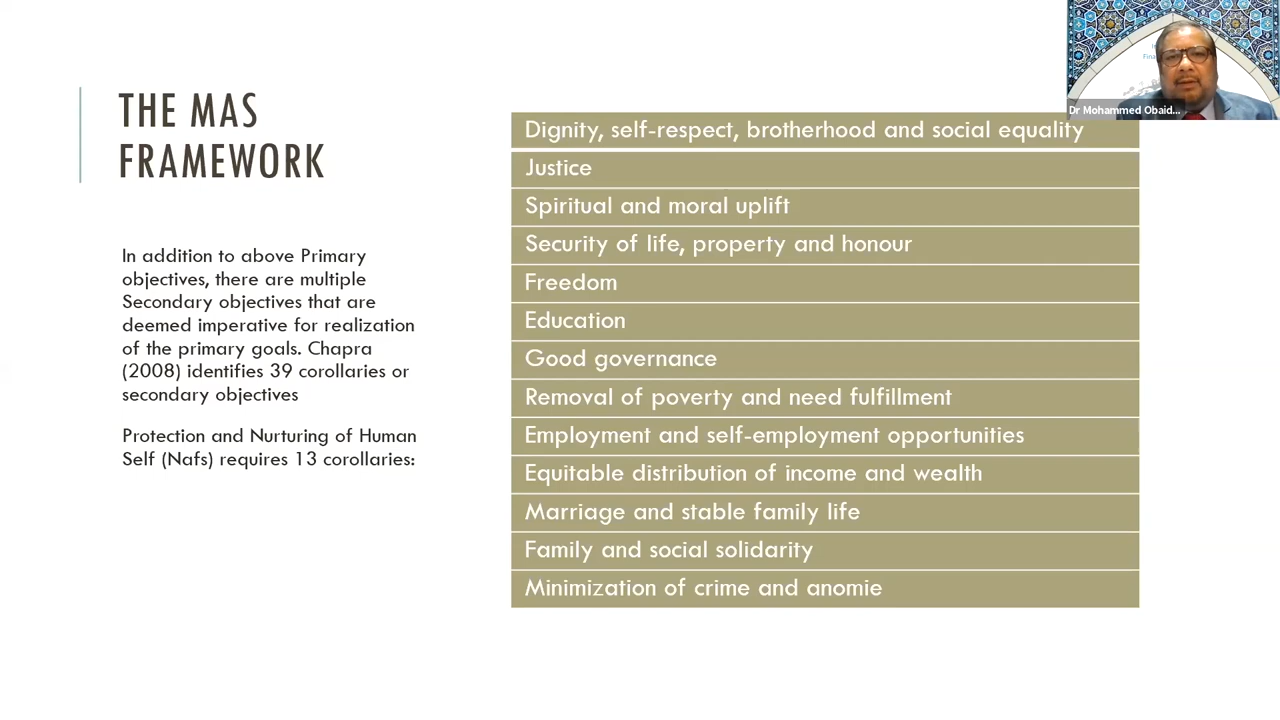 THE MAS
FRAMEWORK
In addition to above Primary
objectives, there are multiple
Secondary objectives that are
deemed imperative for realization
of the primary goals. Chapra
(2008) identifies 39 corollaries or
secondary objectives
Protection and Nurturing of Human
Self (Nafs) requires 13 corollaries:
Dignity, self-respect, brotherhood and social equality
Justice
Spiritual and moral uplift
Security of life, property and honour
Freedom
Education
Good governance
Removal of poverty and need fulfillment
Employment and self-employment opportunities
Equitable distribution of income and wealth
Marriage and stable family life
Family and social solidarity
Minimization of crime and anomie
Dr Mohammed Obaid...